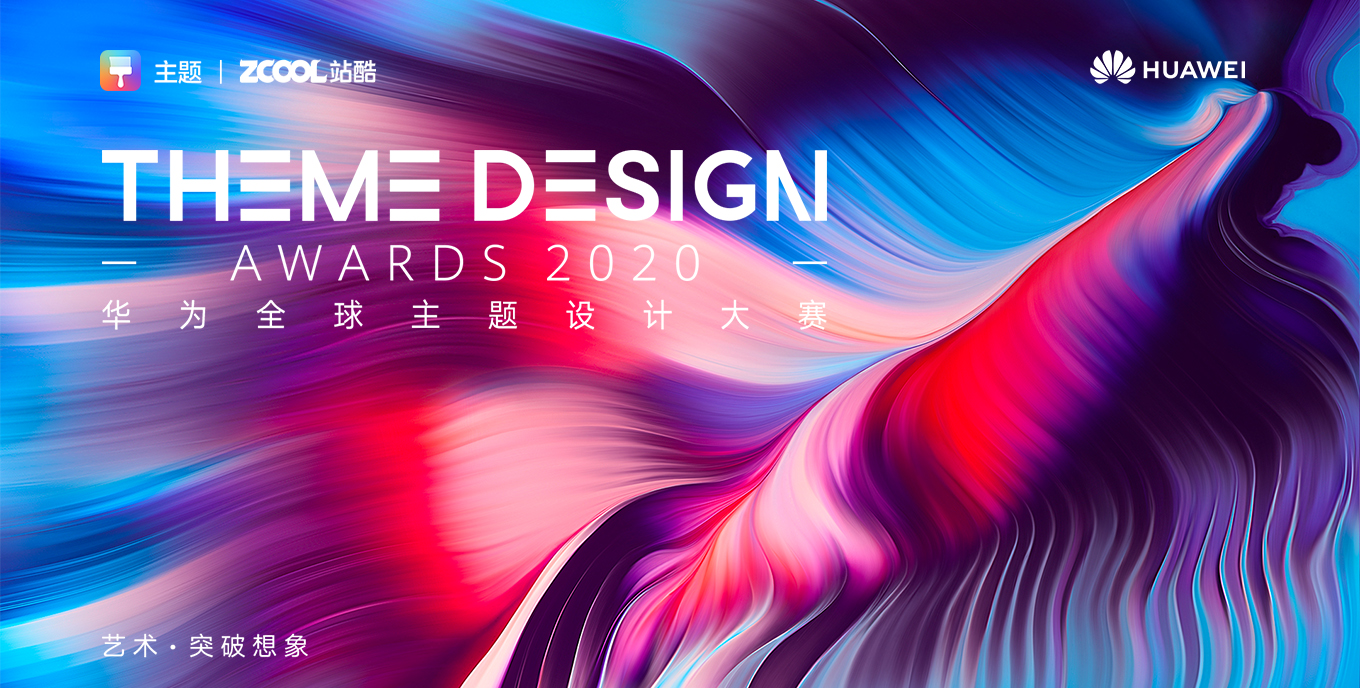 主题 | ZCOOL站酷
HUAWEI
THEME DESIGN
AWARDS 2020
华为全球主题设计大赛
艺术·突破想象